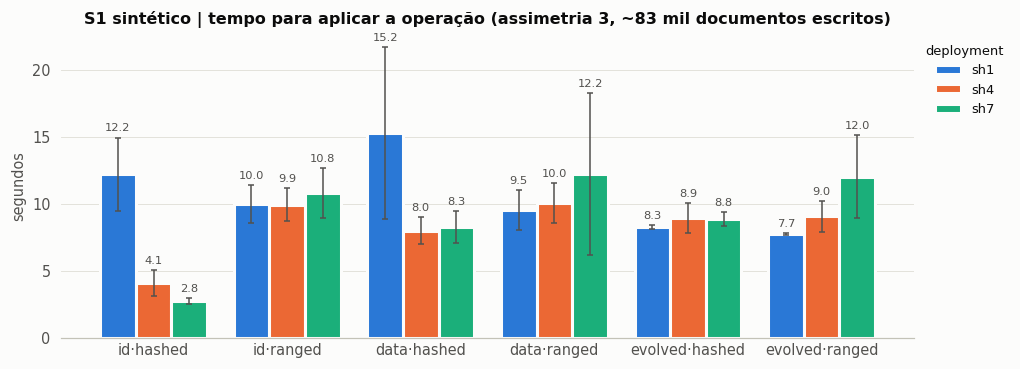 S1 sintético | tempo para aplicar a operação (assimetria 3, ~83 mil documentos escritos)
segundos
20
15
10
5
0
12.2
4.1
2.8
10.0
9.9
10.8
15.2
8.0
8.3
9.5
10.0
12.2
8.3
8.9
8.8
7.7
9.0
12.0
id·hashed
id·ranged
data·hashed
data·ranged
evolved·hashed
evolved·ranged
deployment
sh1
sh4
sh7